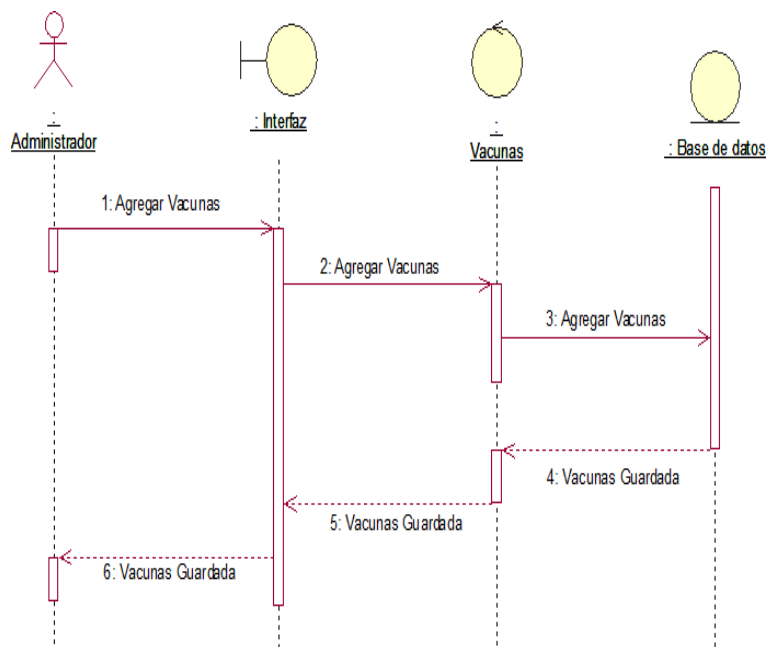 :
Administrador
: Interfaz
:
Vacunas
: Base de datos
1: Agregar Vacunas
2: Agregar Vacunas
3: Agregar Vacunas
4: Vacunas Guardada
5: Vacunas Guardada
6: Vacunas Guardada